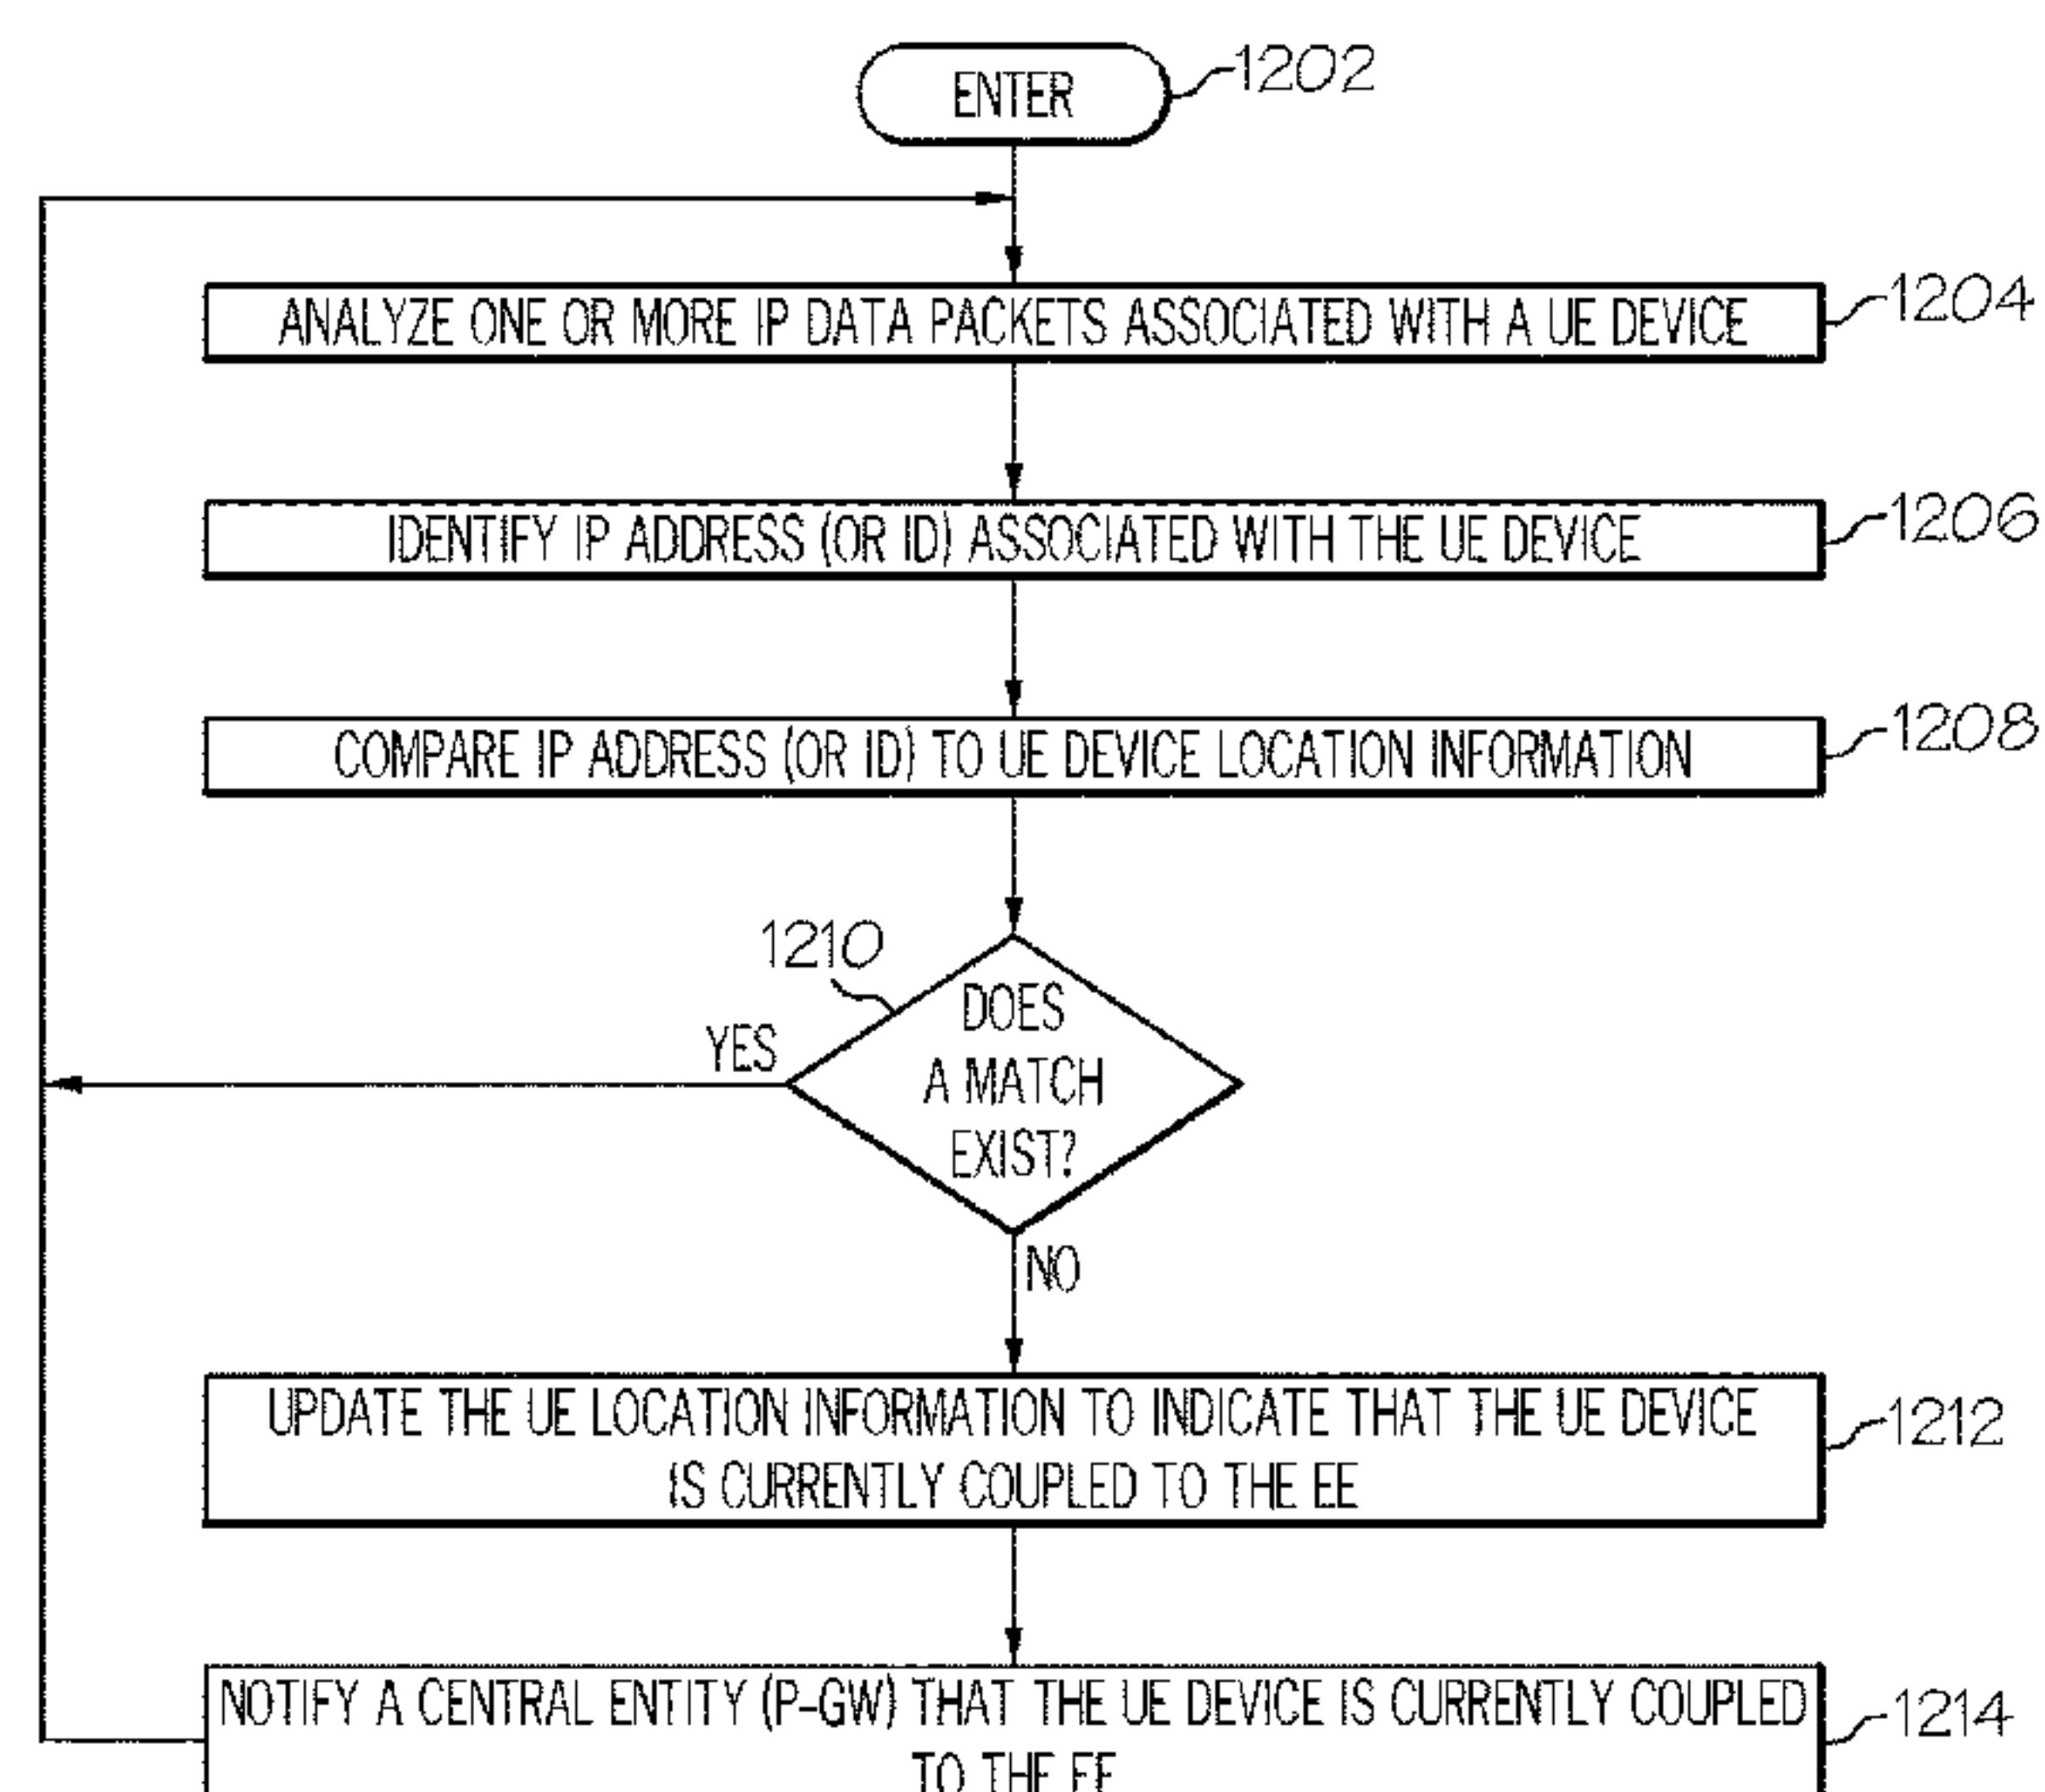 ENTER
1202
ANALYZE ONE OR MORE IP DATA PACKETS ASSOCIATED WITH A UE DEVICE
1204
IDENTIFY IP ADDRESS (OR ID) ASSOCIATED WITH THE UE DEVICE
1206
COMPARE IP ADDRESS (OR ID) TO UE DEVICE LOCATION INFORMATION
1208
1210
DOES
A MATCH
EXIST?
YES
NO
UPDATE THE UE LOCATION INFORMATION TO INDICATE THAT THE UE DEVICE
IS CURRENTLY COUPLED TO THE EE
1212
NOTIFY A CENTRAL ENTITY (P-GW) THAT THE UE DEVICE IS CURRENTLY COUPLED
TO THE EE
1214